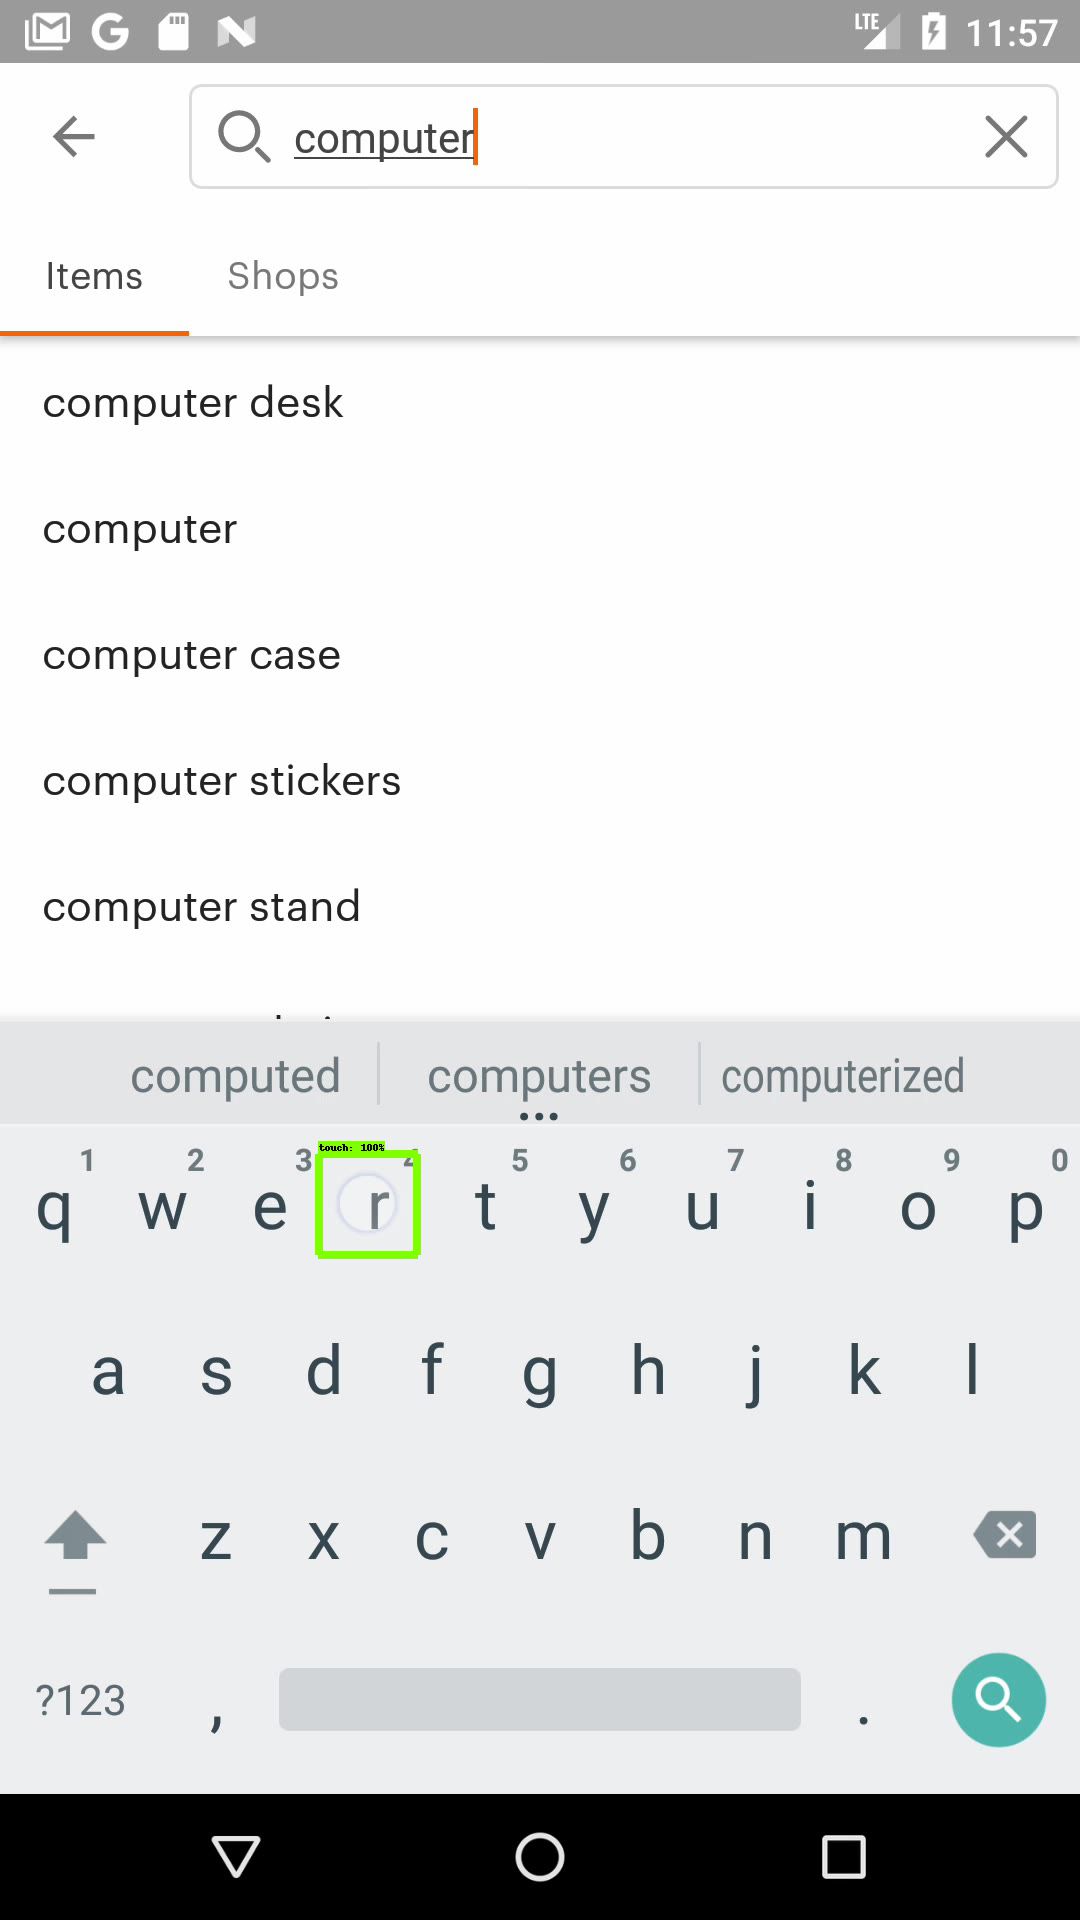 LTE 11:57
computer
Items Shops
computer desk
computer
computer case
computer stickers
computer stand
computed computers computerized
touch: 100%
1 2 3 4 5 6 7 8 9 0
q w e r t y u i o p
a s d f g h j k l
z x c v b n m
?123 , .